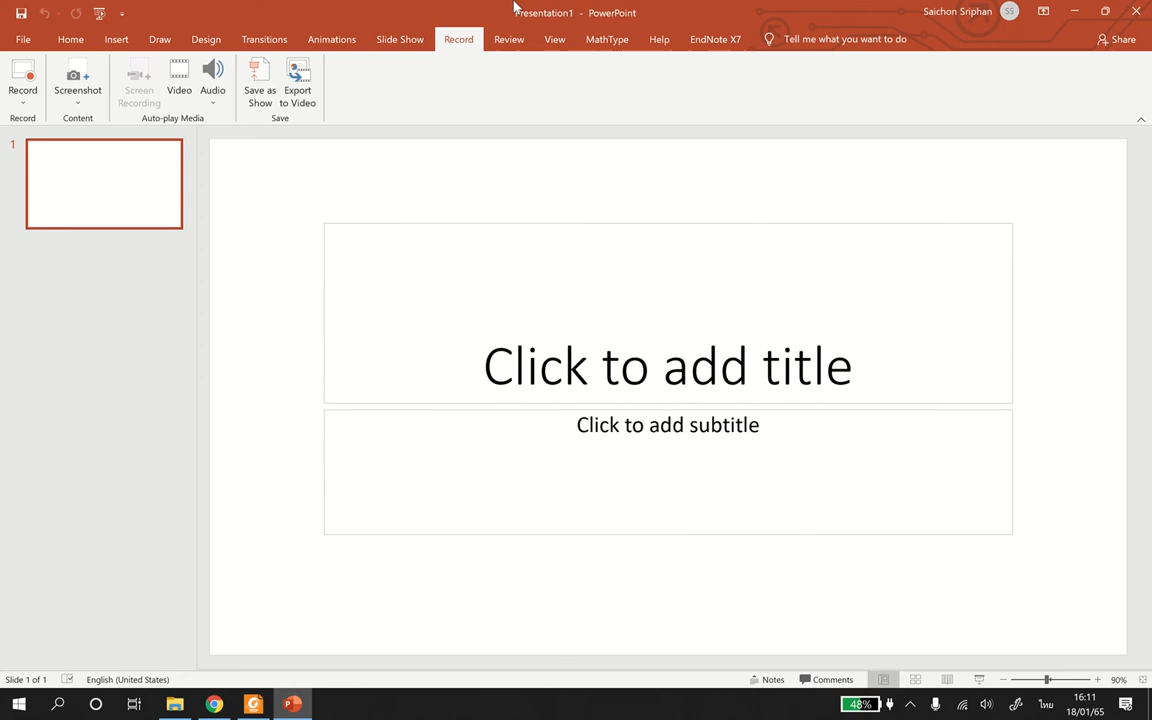 Presentation1 - PowerPoint
Saichon Sriphan SS
File Home Insert Draw Design Transitions Animations Slide Show Record Review View MathType Help EndNote X7 Tell me what you want to do Share
Record Screenshot Screen Recording Video Audio Save as Show Export to Video
Record Content Auto-play Media Save
1
Click to add title
Click to add subtitle
Slide 1 of 1 English (United States) Notes Comments 90%
48% ไทย 16:11
18/01/65